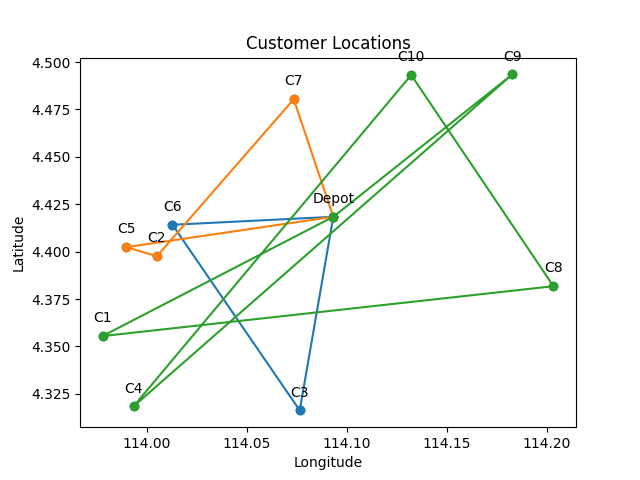 Customer Locations
C10
C9
C7
C6
Depot
C5
C2
C8
C1
C4
C3
4.500
4.475
4.450
4.425
4.400
4.375
4.350
4.325
Latitude
114.00
114.05
114.10
114.15
114.20
Longitude